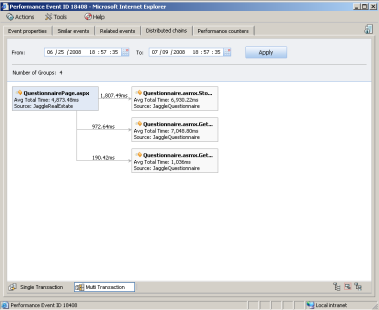 Performance Event ID 18408 - Microsoft Internet Explorer
Actions Tools Help
Event properties Similar events Related events Distributed chains Performance counters
From: 06 /25 /2008 18 : 57 : 35 To: 07 /09 /2008 18 : 57 : 35 Apply
Number of Groups: 4
QuestionnairePage.aspx
Avg Total Time: 4,873.48ms
Source: JaggleRealEstate
1,807.49ms
Questionnaire.asmx.Sto...
Avg Total Time: 6,930.22ms
Source: JaggleQuestionnaire
972.64ms
Questionnaire.asmx.Get...
Avg Total Time: 7,048.80ms
Source: JaggleQuestionnaire
190.42ms
Questionnaire.asmx.Get...
Avg Total Time: 1,036ms
Source: JaggleQuestionnaire
Single Transaction Multi Transaction
Performance Event ID 18408 Local intranet